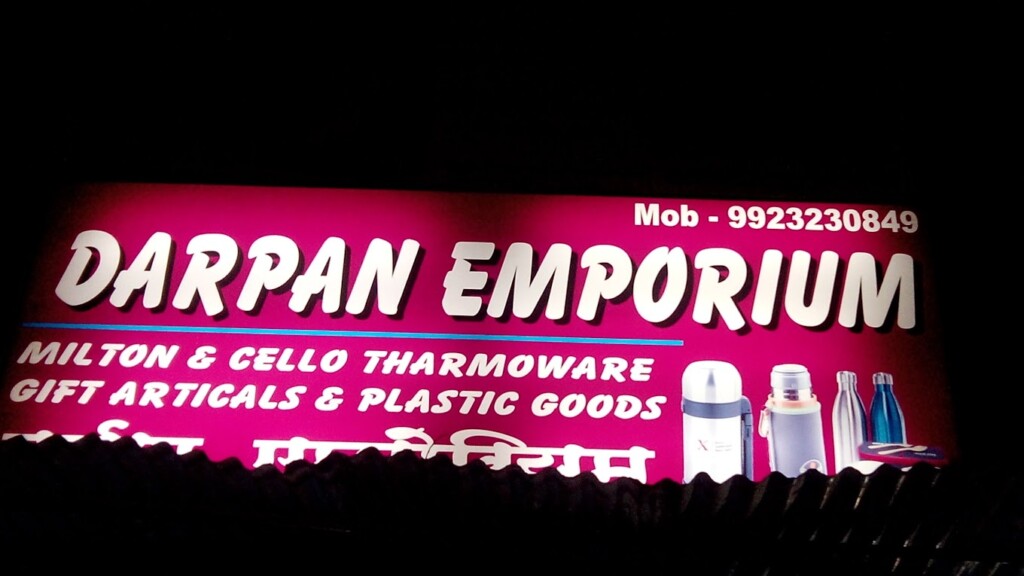 Mob - 9923230849
DARPAN EMPORIUM
MILTON & CELLO THARMOWARE
GIFT ARTICALS & PLASTIC GOODS
X